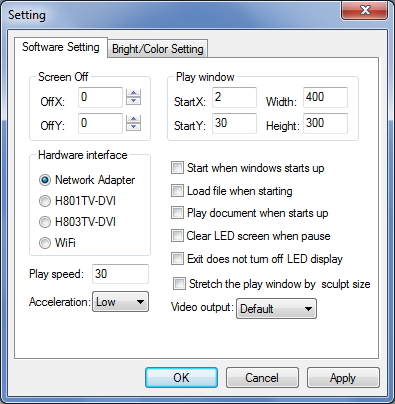 Setting
Software Setting Bright/Color Setting
Screen Off
OffX: 0
OffY: 0
Play window
StartX: 2 Width: 400
StartY: 30 Height: 300
Hardware interface
Network Adapter
H801TV-DVI
H803TV-DVI
WiFi
Start when windows starts up
Load file when starting
Play document when starts up
Clear LED screen when pause
Exit does not turn off LED display
Stretch the play window by sculpt size
Play speed: 30
Acceleration: Low
Video output: Default
OK Cancel Apply